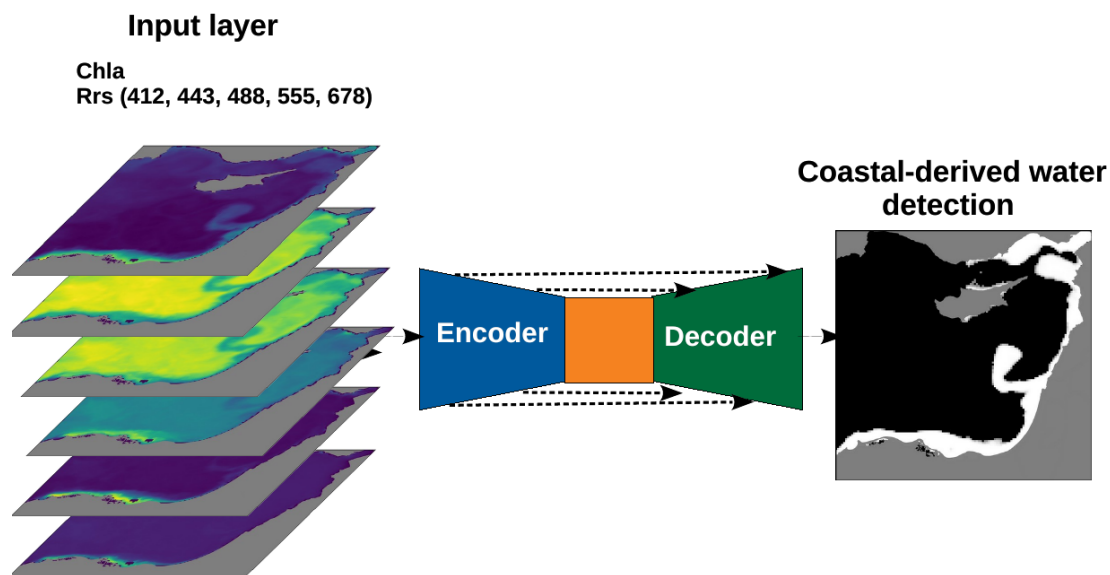 Input layer
Chla
Rrs (412, 443, 488, 555, 678)
Encoder
Decoder
Coastal-derived water
detection